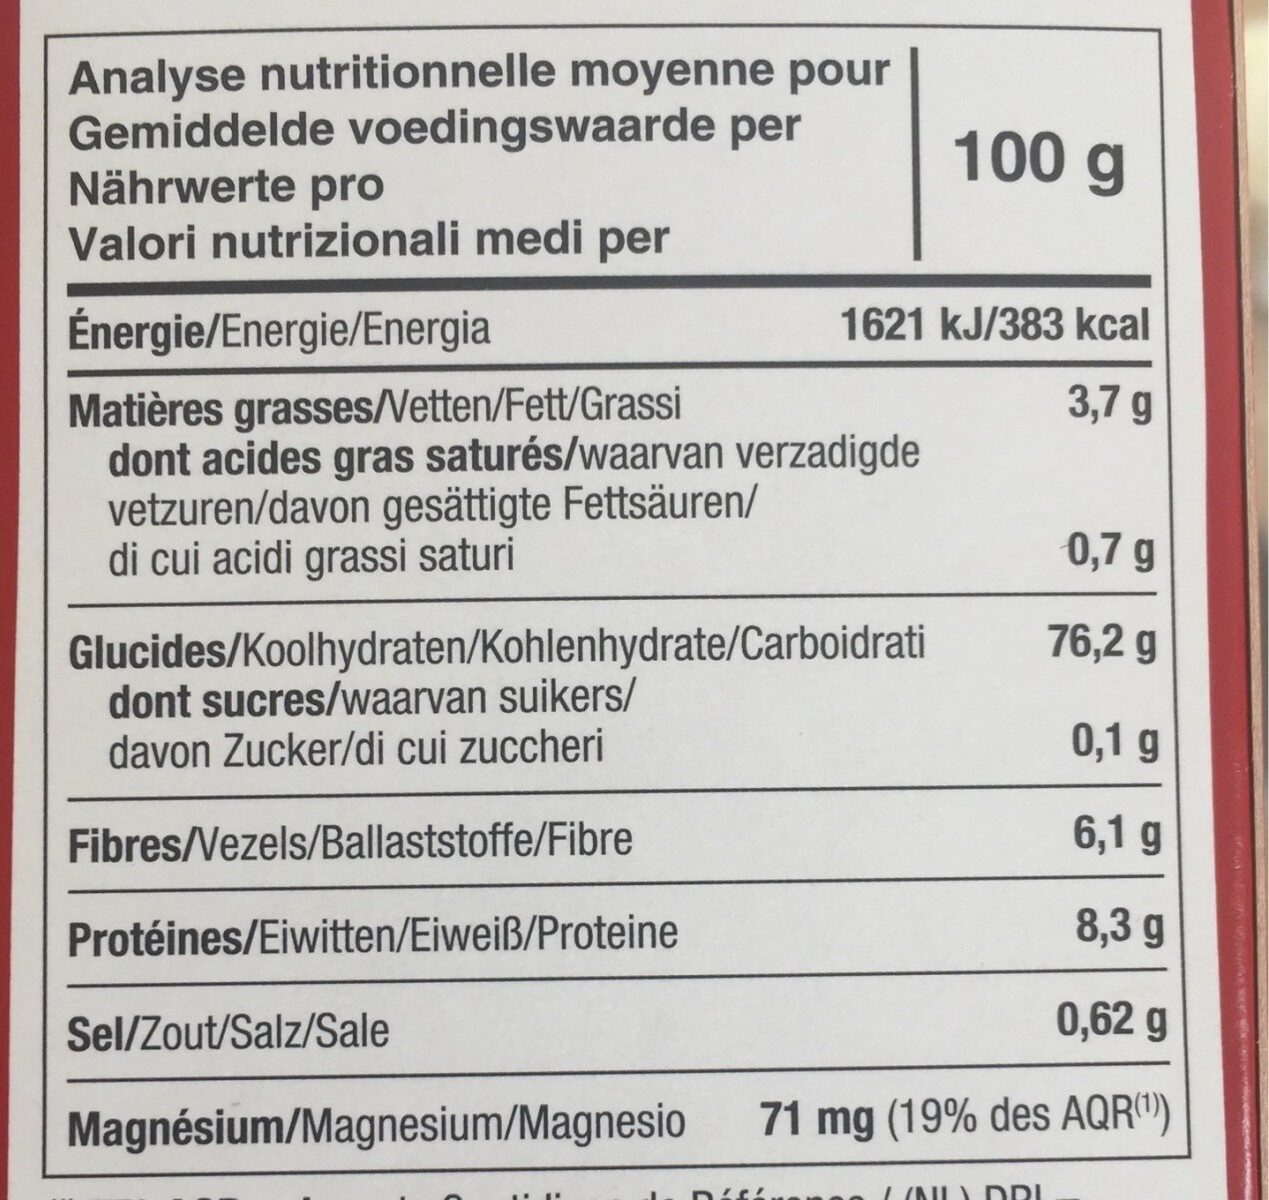 Analyse nutritionnelle moyenne pour
Gemiddelde voedingswaarde per
Nährwerte pro
Valori nutrizionali medi per
100 g
Énergie/Energie/Energia 1621 kJ/383 kcal
Matières grasses/Vetten/Fett/Grassi 3,7 g
dont acides gras saturés/waarvan verzadigde
vetzuren/davon gesättigte Fettsäuren/
di cui acidi grassi saturi 0,7 g
Glucides/Koolhydraten/Kohlenhydrate/Carboidrati 76,2 g
dont sucres/waarvan suikers/
davon Zucker/di cui zuccheri 0,1 g
Fibres/Vezels/Ballaststoffe/Fibre 6,1 g
Protéines/Eiwitten/Eiweiß/Proteine 8,3 g
Sel/Zout/Salz/Sale 0,62 g
Magnésium/Magnesium/Magnesio 71 mg (19% des AQR⁽¹⁾)